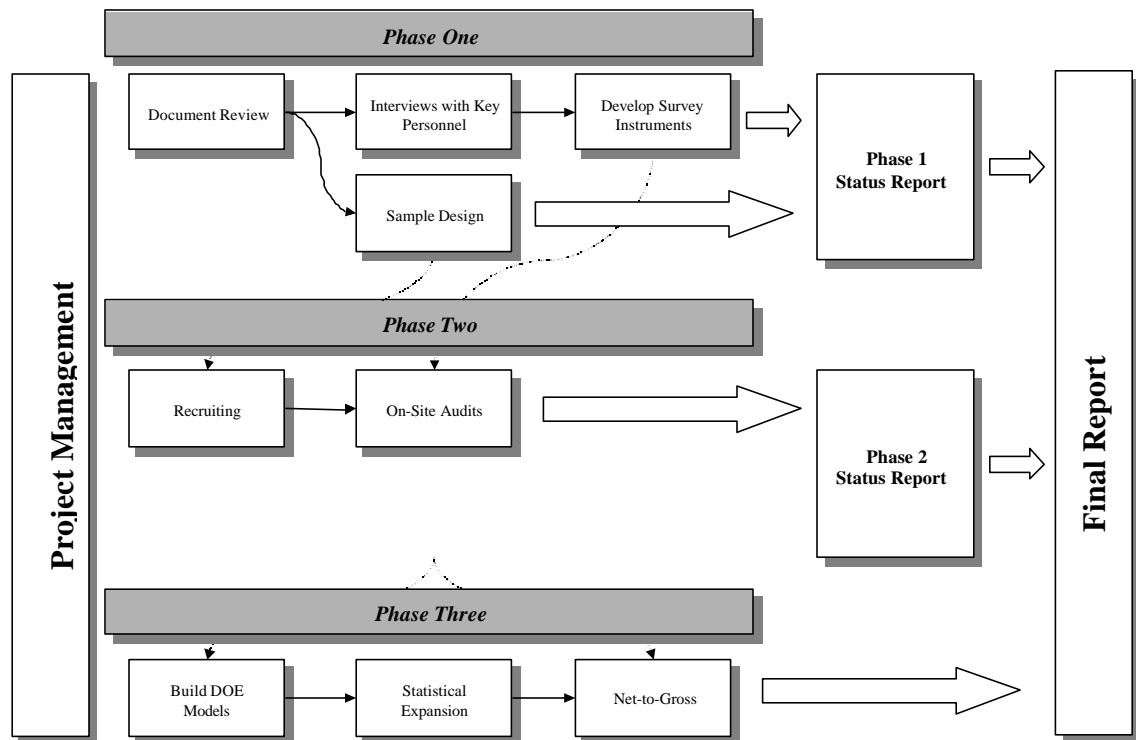 Phase One
Project Management
Document Review
Interviews with Key
Personnel
Develop Survey
Instruments
Phase 1
Status Report
Final Report
Sample Design
Phase Two
Recruiting
On-Site Audits
Phase 2
Status Report
Phase Three
Build DOE
Models
Statistical
Expansion
Net-to-Gross